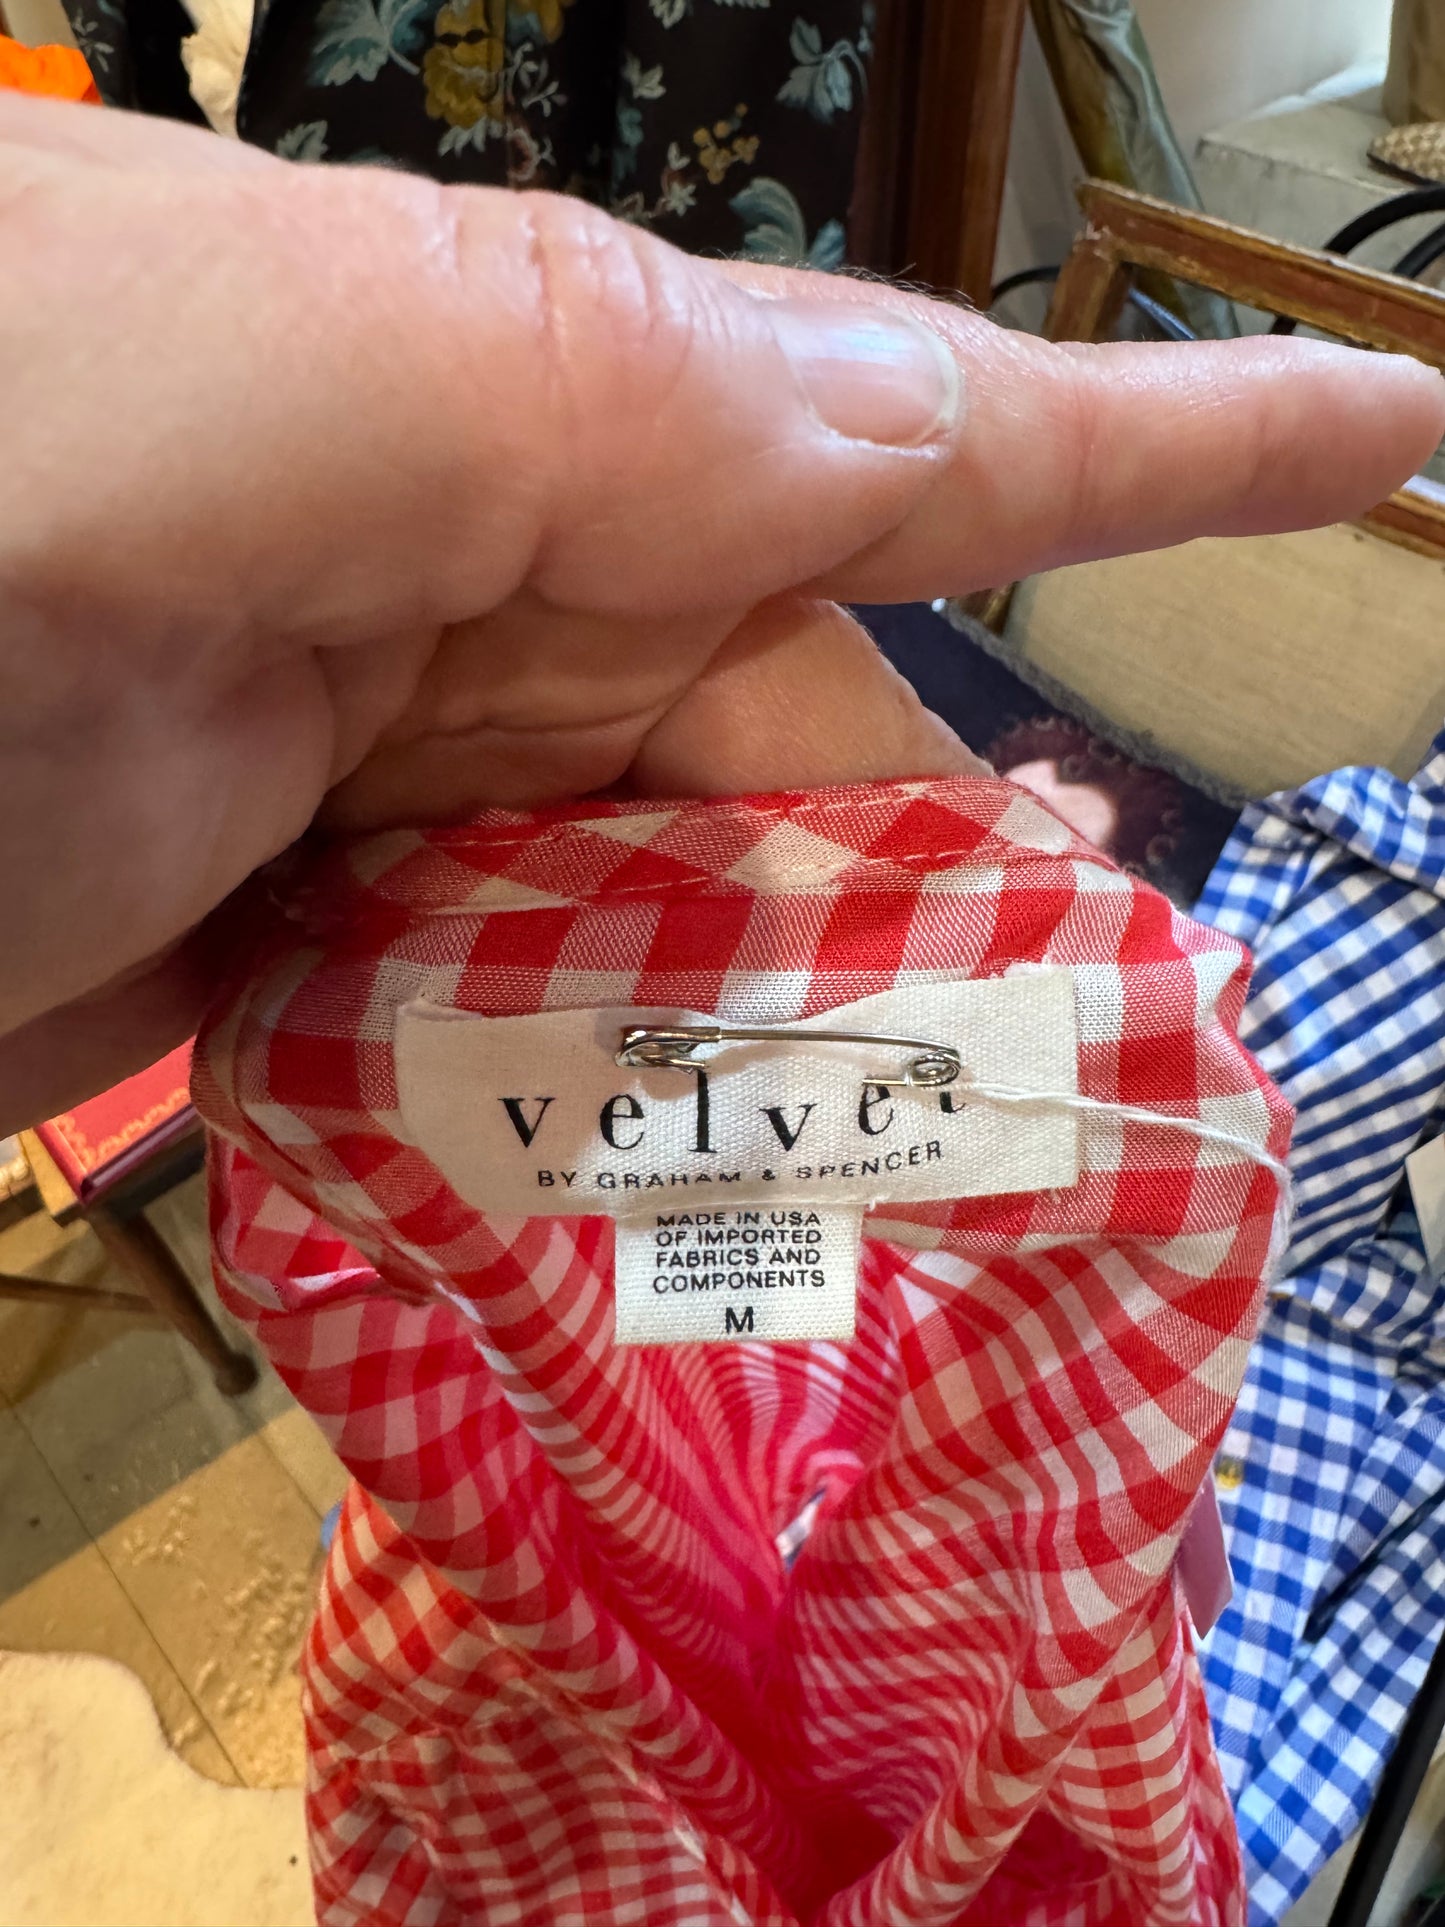 velvet
BY GRAHAM & SPENCER
MADE IN USA
OF IMPORTED
FABRICS AND
COMPONENTS
M